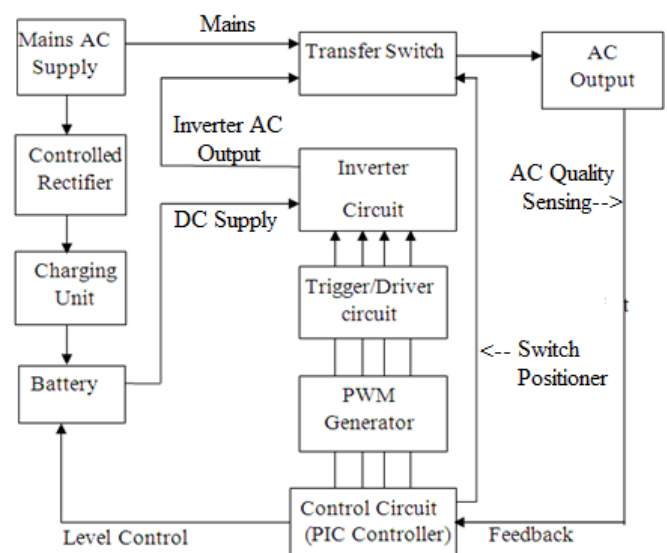 Mains AC
Supply
Mains
Transfer Switch
AC
Output
Inverter AC
Output
Controlled
Rectifier
Inverter
Circuit
AC Quality
Sensing-->
DC Supply
Charging
Unit
Trigger/Driver
circuit
t
<-- Switch
Positioner
Battery
PWM
Generator
Control Circuit
(PIC Controller)
Level Control
Feedback